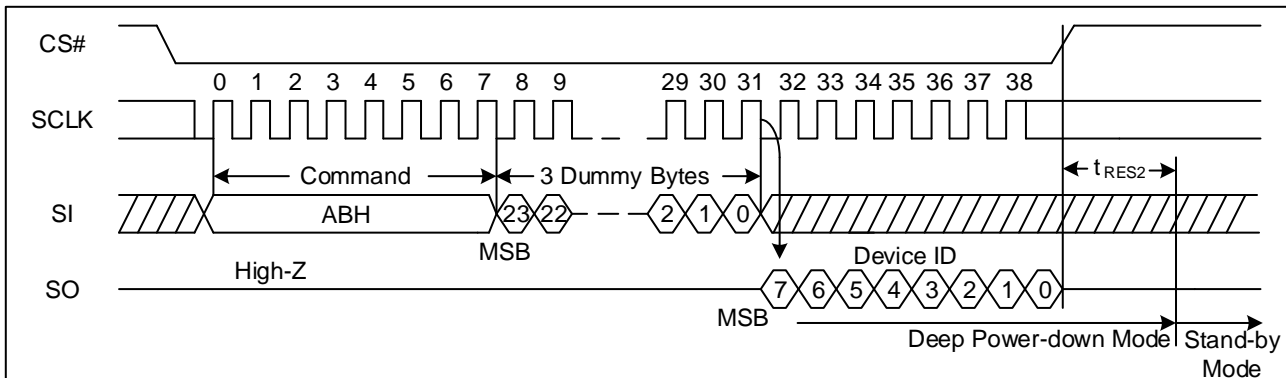 CS#
0 1 2 3 4 5 6 7 8 9 29 30 31 32 33 34 35 36 37 38
SCLK
Command 3 Dummy Bytes tRES2
SI ABH 23 22 2 1 0
MSB
High-Z Device ID
SO 7 6 5 4 3 2 1 0
MSB
Deep Power-down Mode Stand-by
Mode